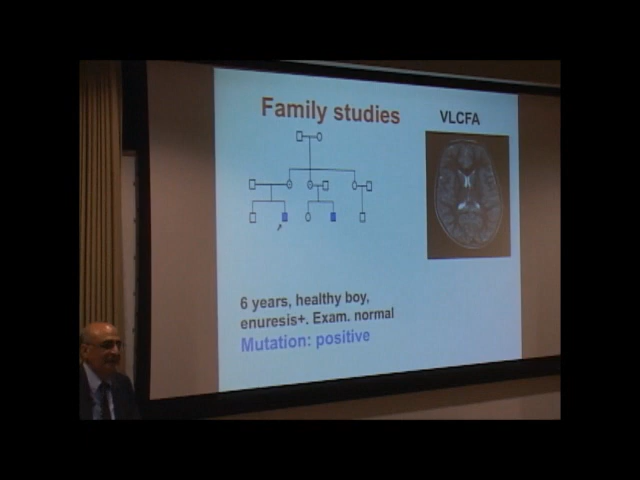 Family studies
VLCFA
6 years, healthy boy,
enuresis+. Exam. normal
Mutation: positive